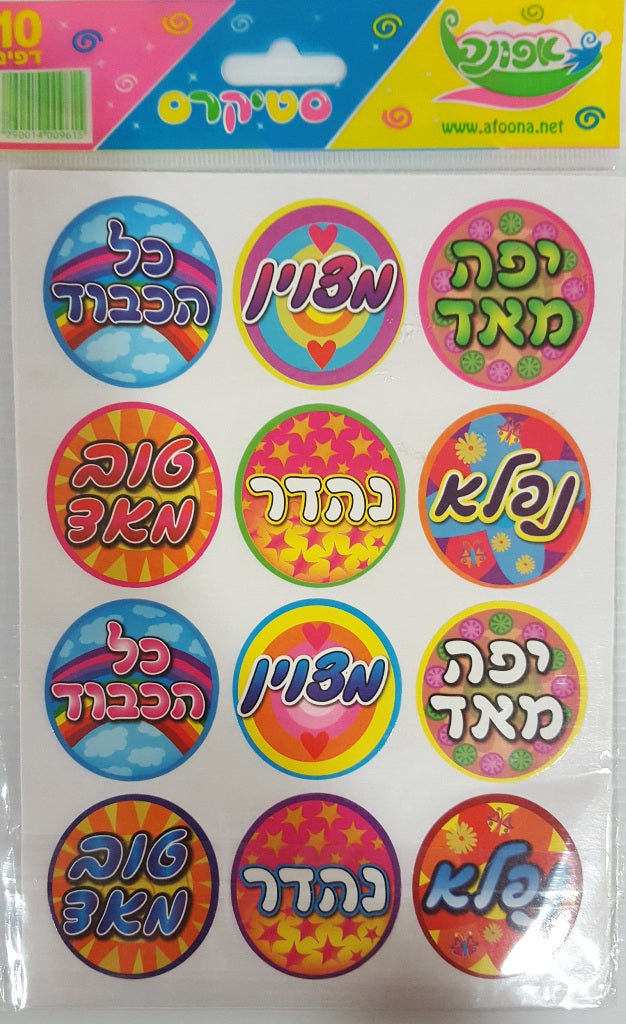 10
דפים
סטיקרס
אפונה
www.afoona.net
יפה
מאד
מצוין
כל
הכבוד
נפלא
נהדר
טוב
מאד
יפה
מאד
מצוין
כל
הכבוד
נפלא
נהדר
טוב
מאד